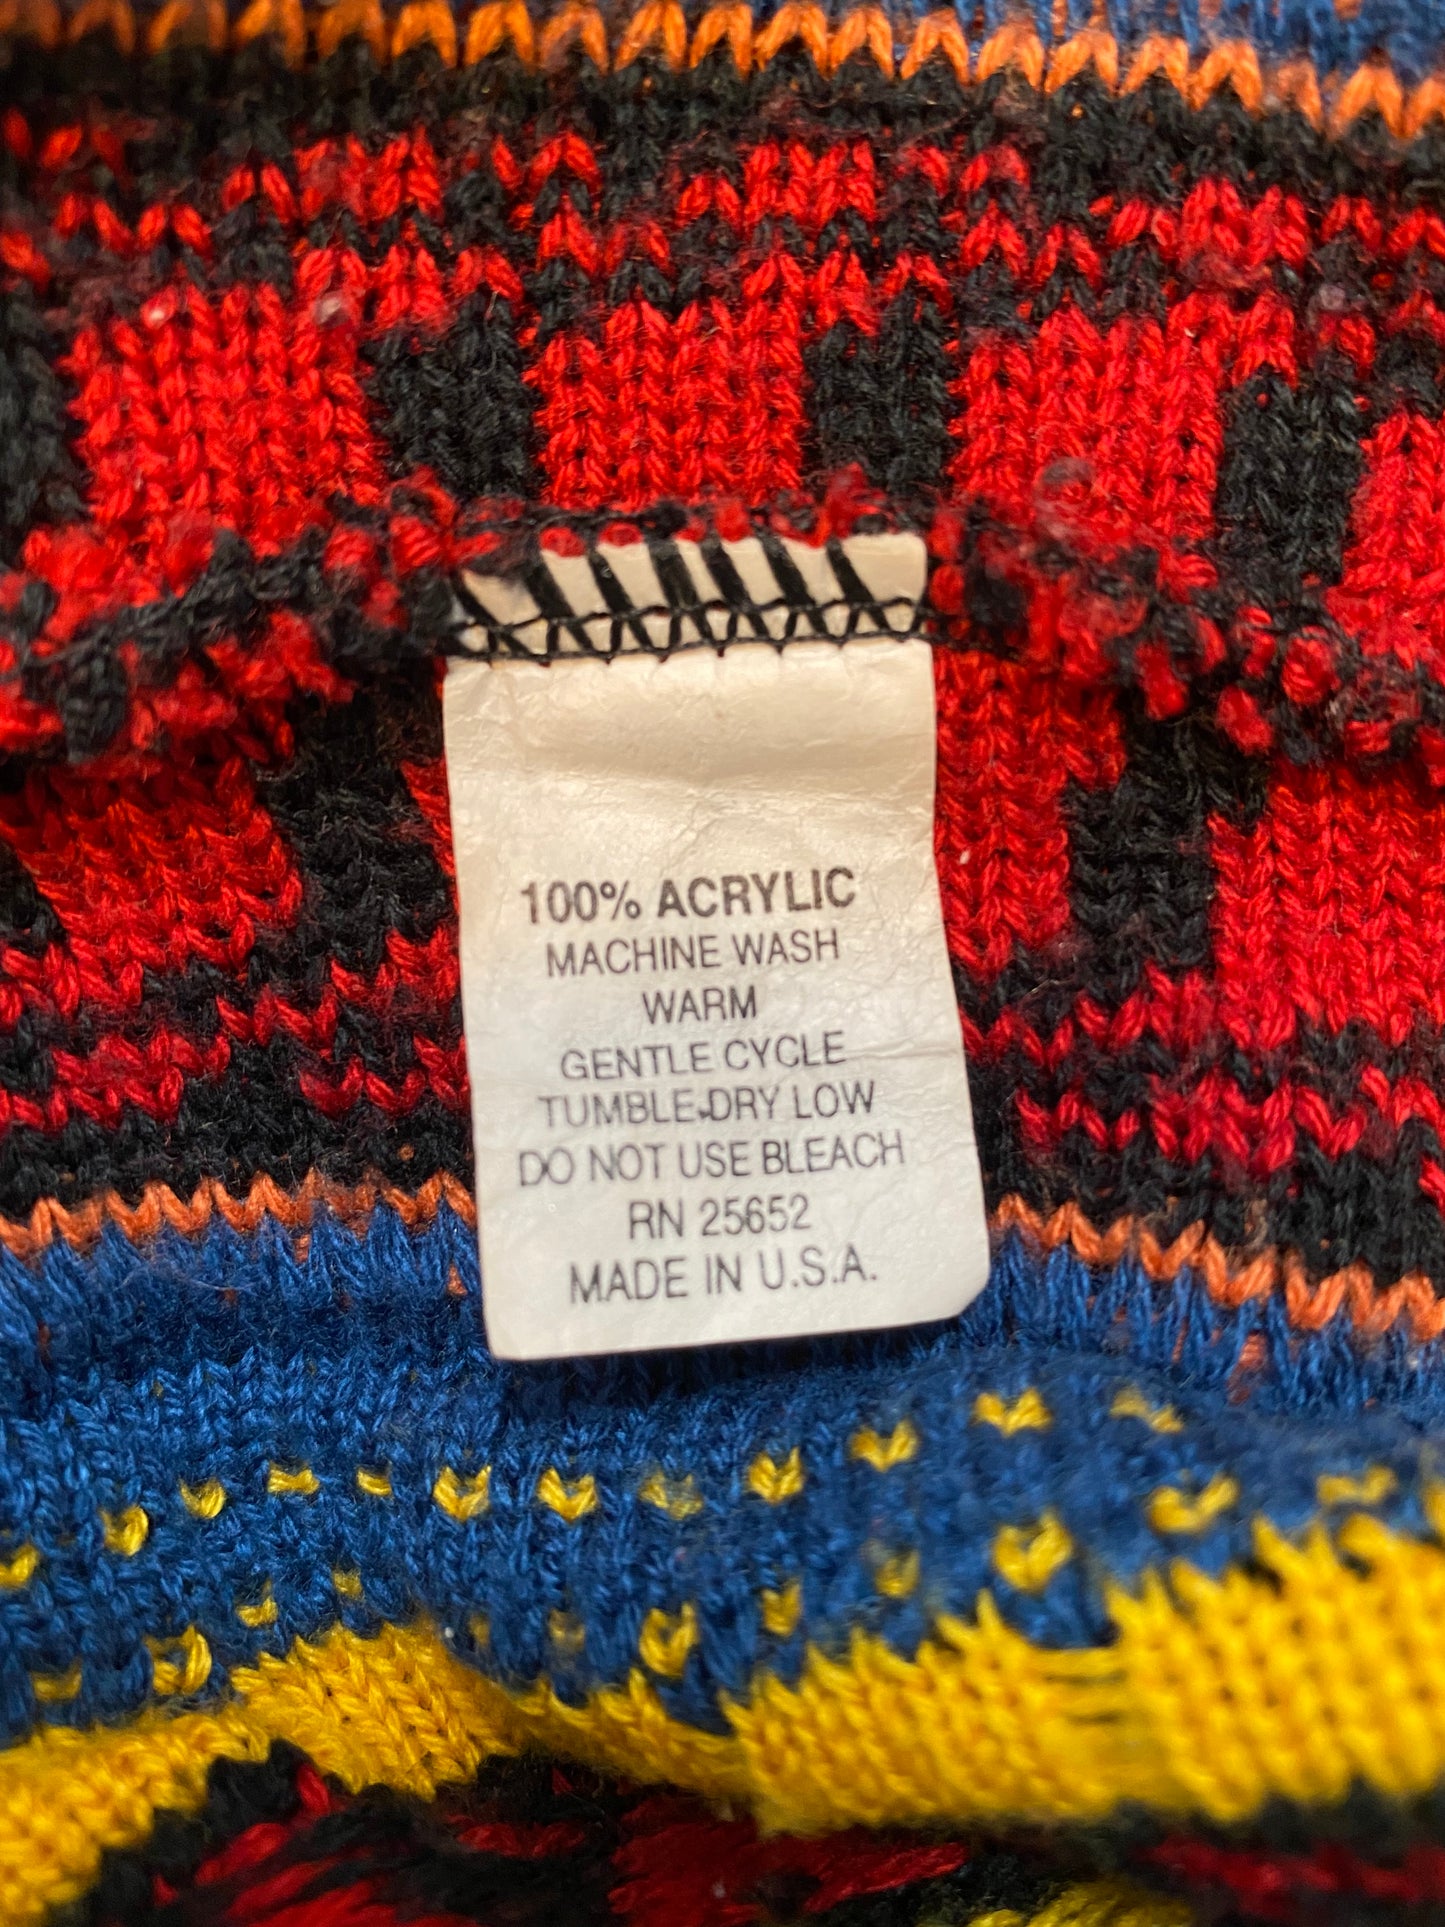 100% ACRYLIC
MACHINE WASH
WARM
GENTLE CYCLE
TUMBLE DRY LOW
DO NOT USE BLEACH
RN 25652
MADE IN U.S.A.